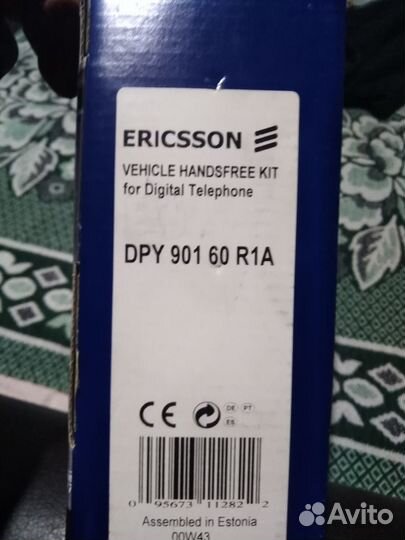 ERICSSON
VEHICLE HANDSFREE KIT
for Digital Telephone
DPY 901 60 R1A
CE DE PT
ES
0 95673 11282 2
Assembled in Estonia
00W43
Avito